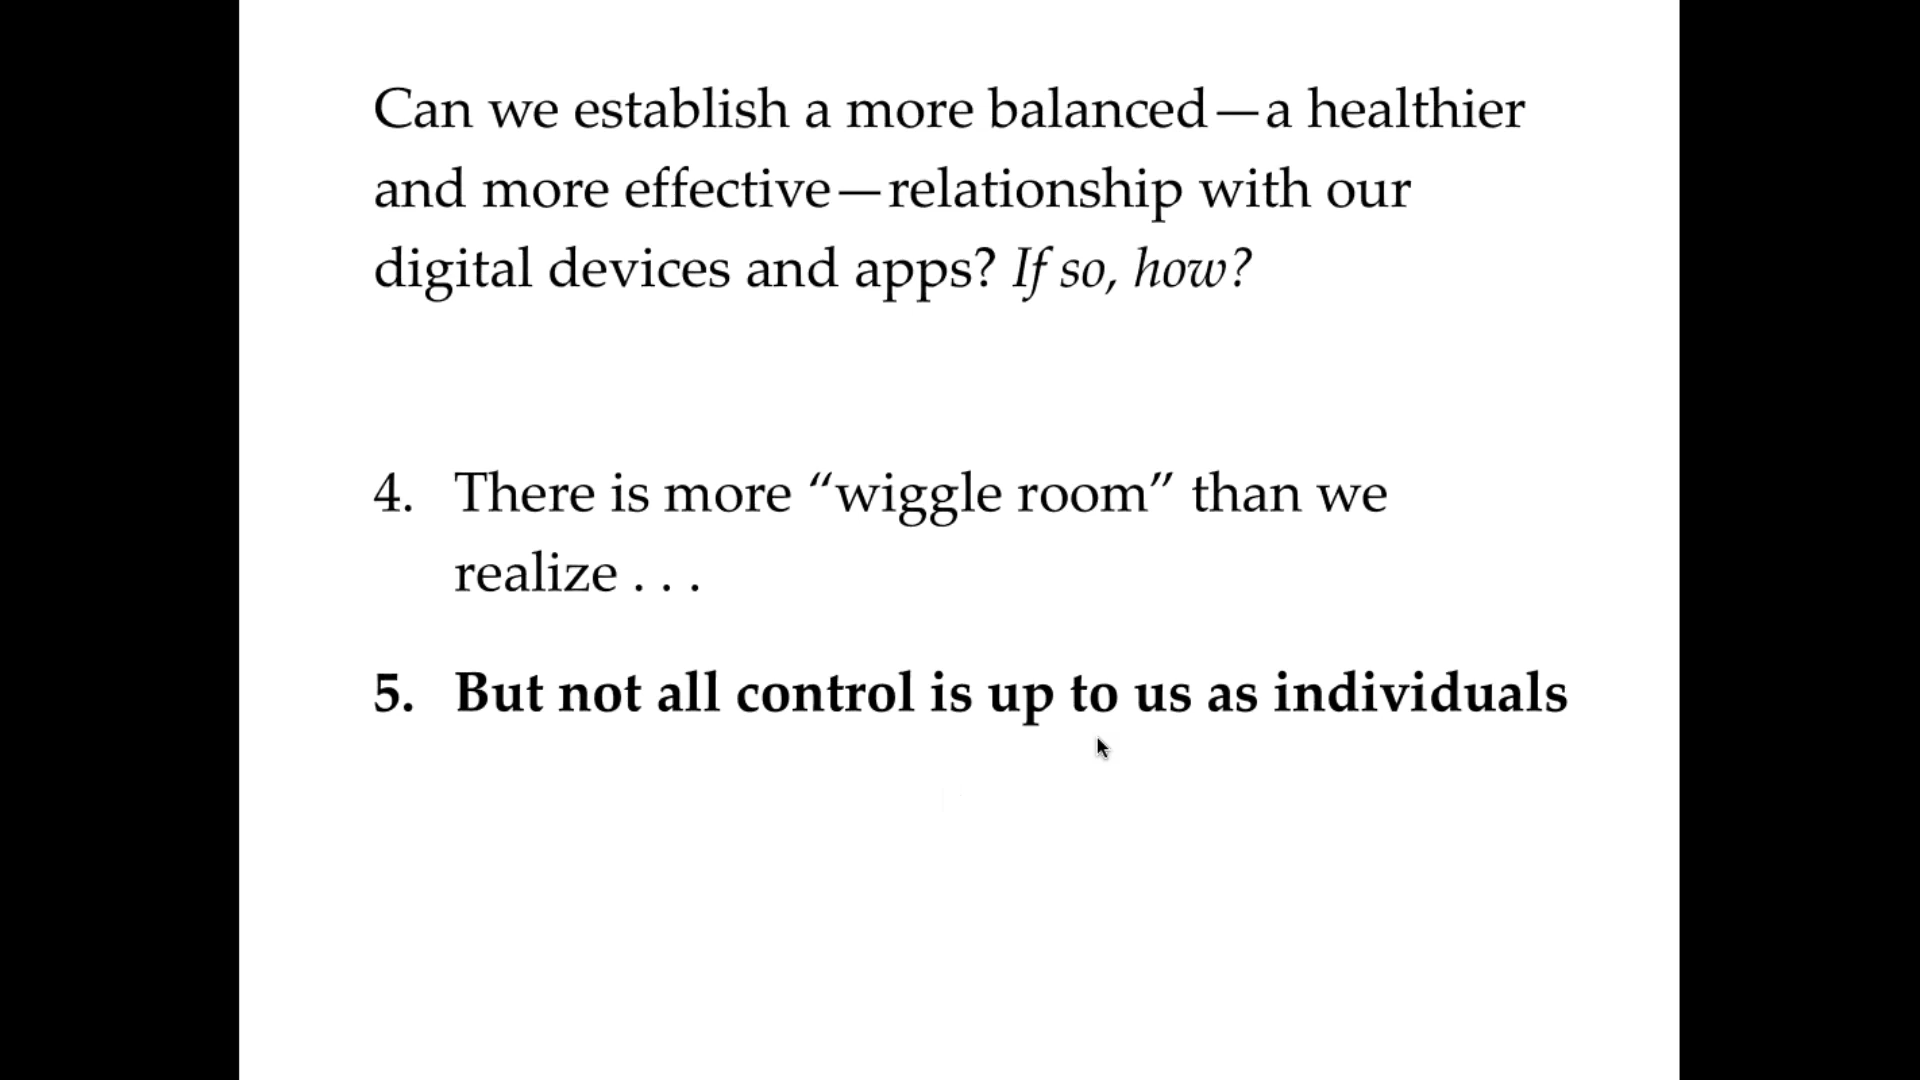 Can we establish a more balanced—a healthier
and more effective—relationship with our
digital devices and apps? If so, how?
4. There is more “wiggle room” than we
realize . . .
5. But not all control is up to us as individuals